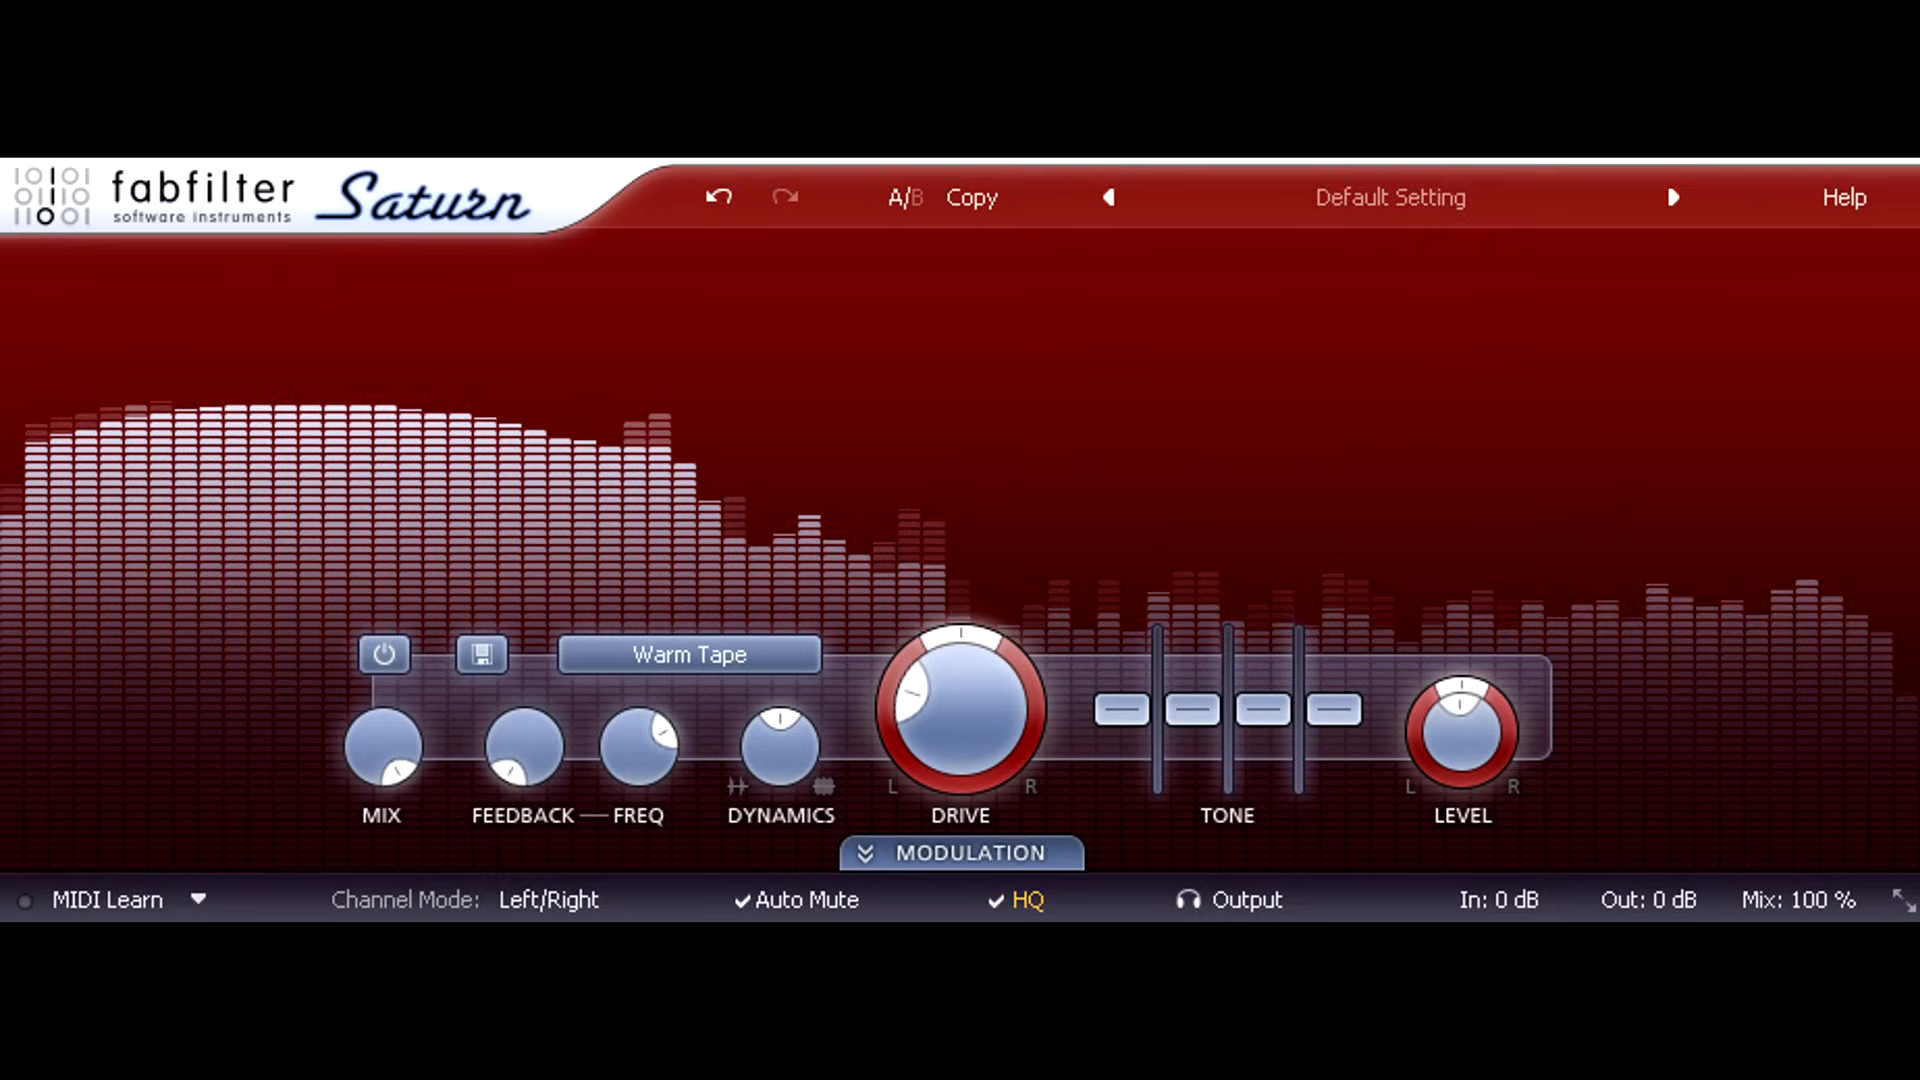 fabfilter
software instruments
Saturn
A/B Copy Default Setting Help
Warm Tape
L R L R
MIX FEEDBACK FREQ DYNAMICS DRIVE TONE LEVEL
MODULATION
MIDI Learn Channel Mode: Left/Right Auto Mute HQ Output In: 0 dB Out: 0 dB Mix: 100 %